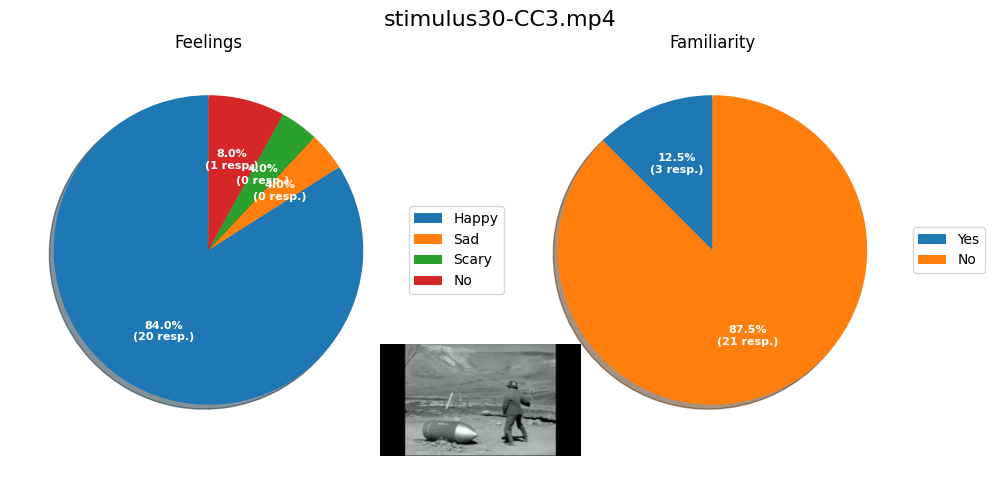 stimulus30-CC3.mp4
Feelings
8.0%
(1 resp.)
4.0%
(0 resp.)
4.0%
(0 resp.)
84.0%
(20 resp.)
Happy
Sad
Scary
No
Familiarity
12.5%
(3 resp.)
87.5%
(21 resp.)
Yes
No